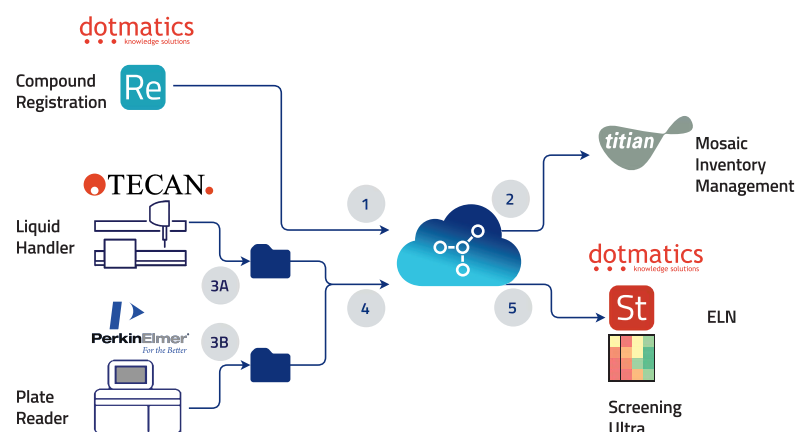 dotmatics
knowledge solutions
Compound
Registration
Re
titian
Mosaic
Inventory
Management
TECAN.
1
2
Liquid
Handler
3A
dotmatics
knowledge solutions
4
5
St
ELN
PerkinElmer
For the Better
3B
Plate
Reader
Screening
Ultra